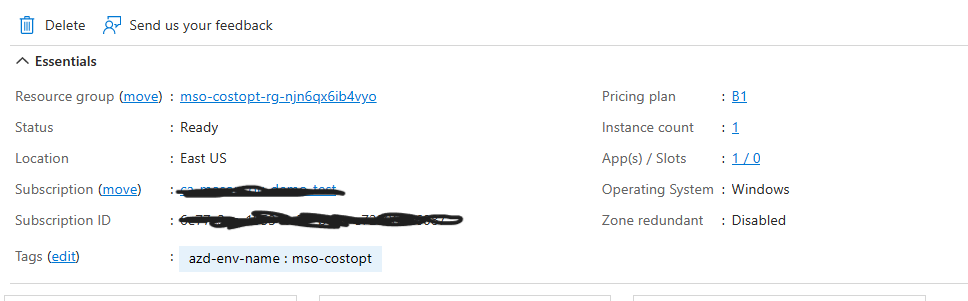 Delete Send us your feedback
Essentials
Resource group (move) : mso-costopt-rg-njn6qx6ib4vyo
Pricing plan : B1
Status : Ready
Instance count : 1
Location : East US
App(s) / Slots : 1 / 0
Subscription (move) :
Operating System : Windows
Subscription ID :
Zone redundant : Disabled
Tags (edit) : azd-env-name : mso-costopt